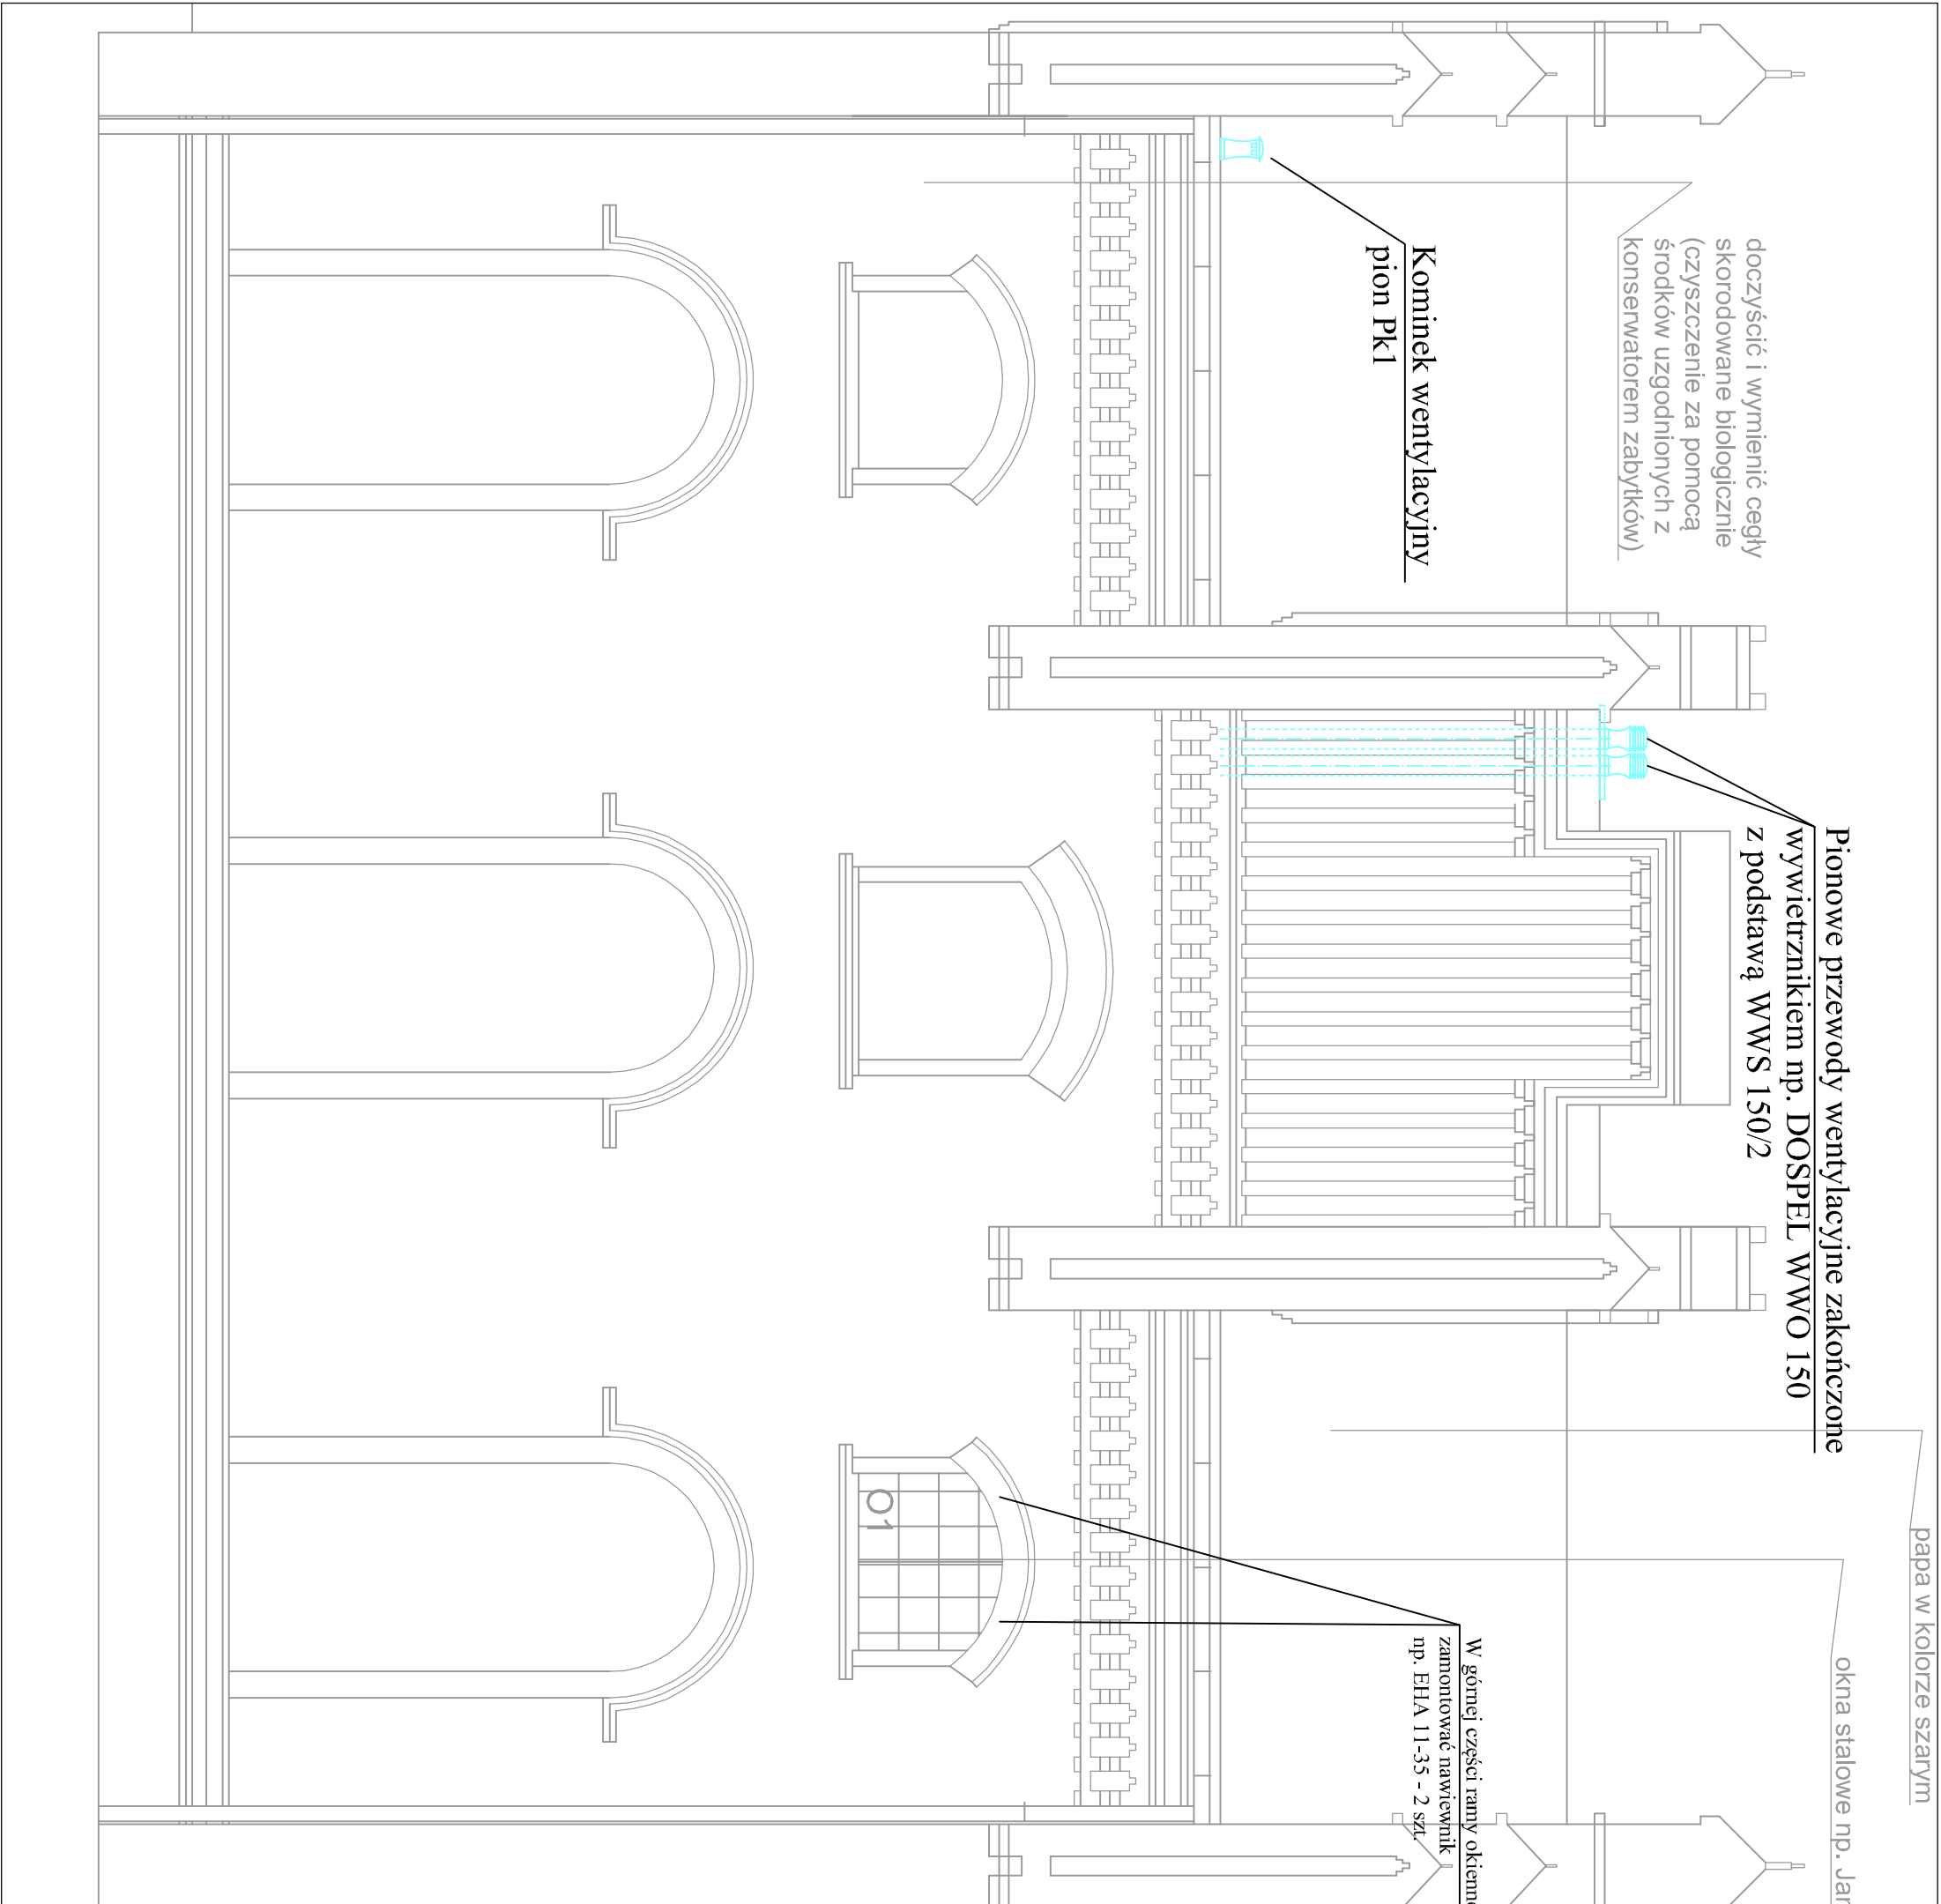 doczyścić i wymienić cegły
skorodowane biologicznie
(czyszczenie za pomocą
środków uzgodnionych z
konserwatorem zabytków)
Kominek wentylacyjny
pion Pk1
Pionowe przewody wentylacyjne zakończone
wywietrznikiem np. DOSPEL WWO 150
z podstawą WWS 150/2
papa w kolorze szarym
okna stalowe np. Jan
W górnej części ramy okienne
zamontować nawiewnik
np. EHA 11-35 - 2 szt.
O1